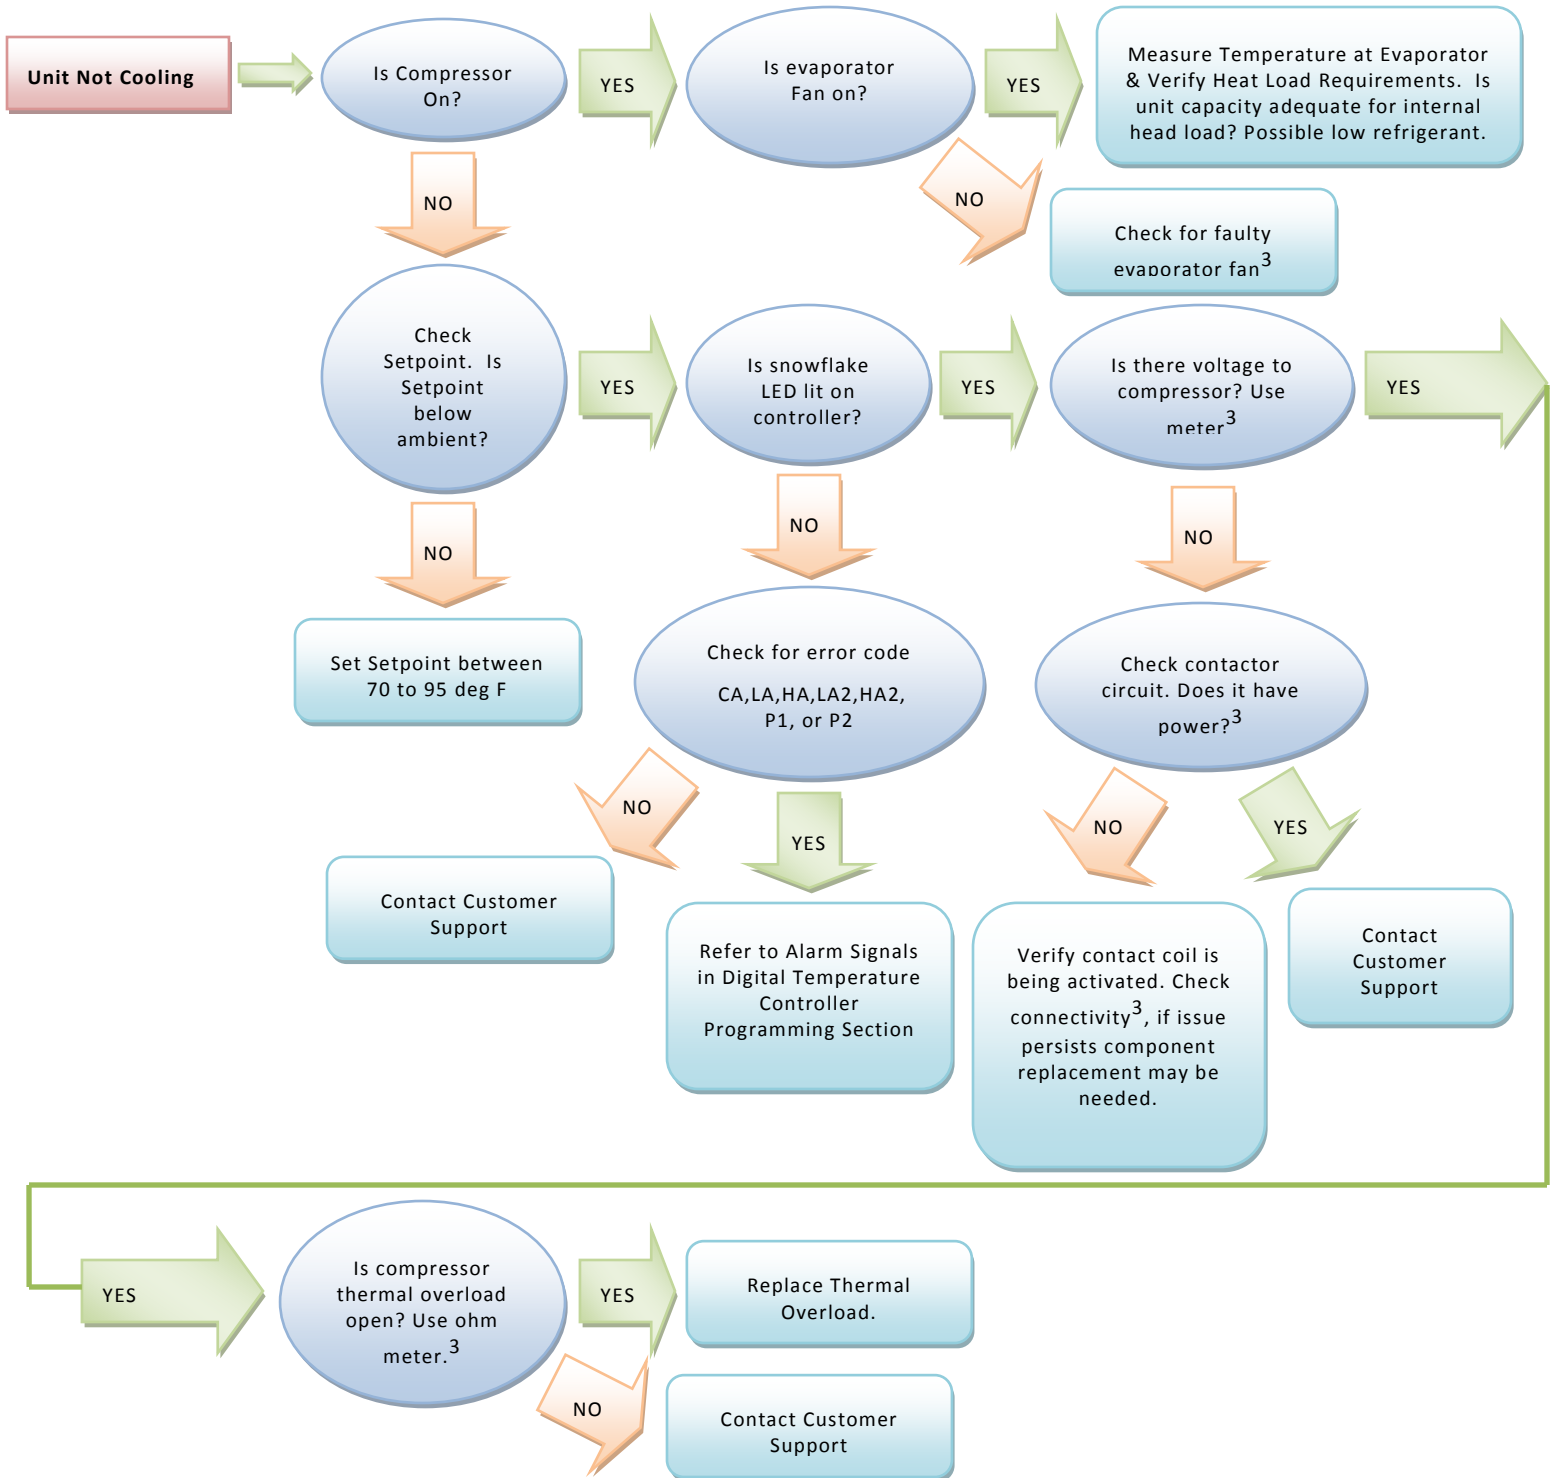 Unit Not Cooling
Is Compressor
On?
YES
Is evaporator
Fan on?
YES
Measure Temperature at Evaporator
& Verify Heat Load Requirements. Is
unit capacity adequate for internal
head load? Possible low refrigerant.
NO
NO
Check for faulty
evaporator fan3
Check
Setpoint. Is
Setpoint
below
ambient?
YES
Is snowflake
LED lit on
controller?
YES
Is there voltage to
compressor? Use
meter3
YES
NO
NO
NO
Set Setpoint between
70 to 95 deg F
Check for error code
CA,LA,HA,LA2,HA2,
P1, or P2
Check contactor
circuit. Does it have
power?3
NO
YES
NO
YES
Contact Customer
Support
Refer to Alarm Signals
in Digital Temperature
Controller
Programming Section
Verify contact coil is
being activated. Check
connectivity3, if issue
persists component
replacement may be
needed.
Contact
Customer
Support
YES
Is compressor
thermal overload
open? Use ohm
meter.3
YES
Replace Thermal
Overload.
NO
Contact Customer
Support